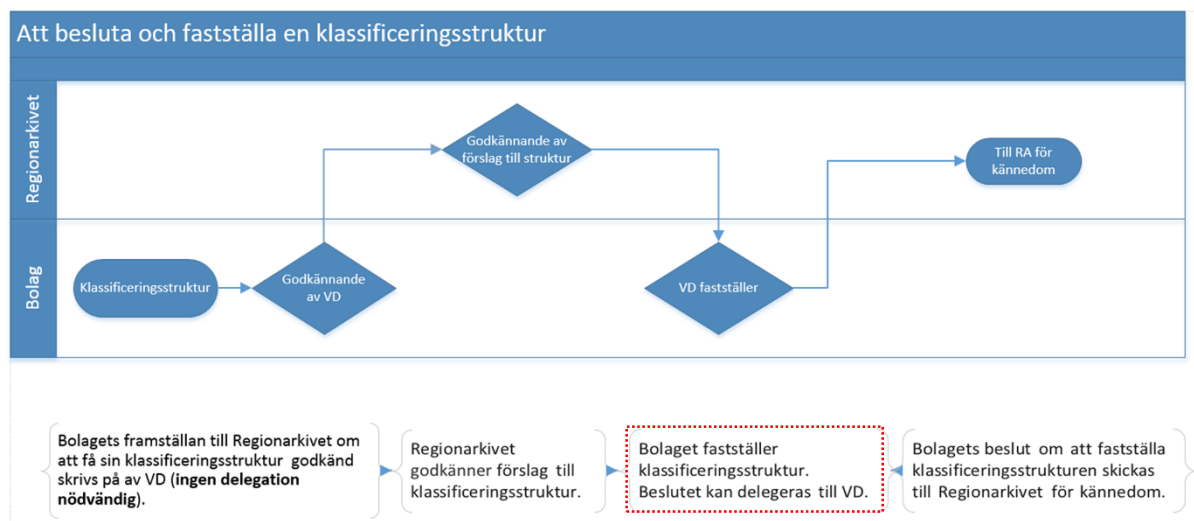 Att besluta och fastställa en klassificeringsstruktur
Regionarkivet
Godkännande av
förslag till struktur
Till RA för
kännedom
Bolag
Klassificeringsstruktur
Godkännande
av VD
VD fastställer
Bolagets framställan till Regionarkivet om
att få sin klassificeringsstruktur godkänd
skrivs på av VD (ingen delegation
nödvändig).
Regionarkivet
godkänner förslag till
klassificeringsstruktur.
Bolaget fastställer
klassificeringsstruktur.
Beslutet kan delegeras till VD.
Bolagets beslut om att fastställa
klassificeringsstrukturen skickas
till Regionarkivet för kännedom.